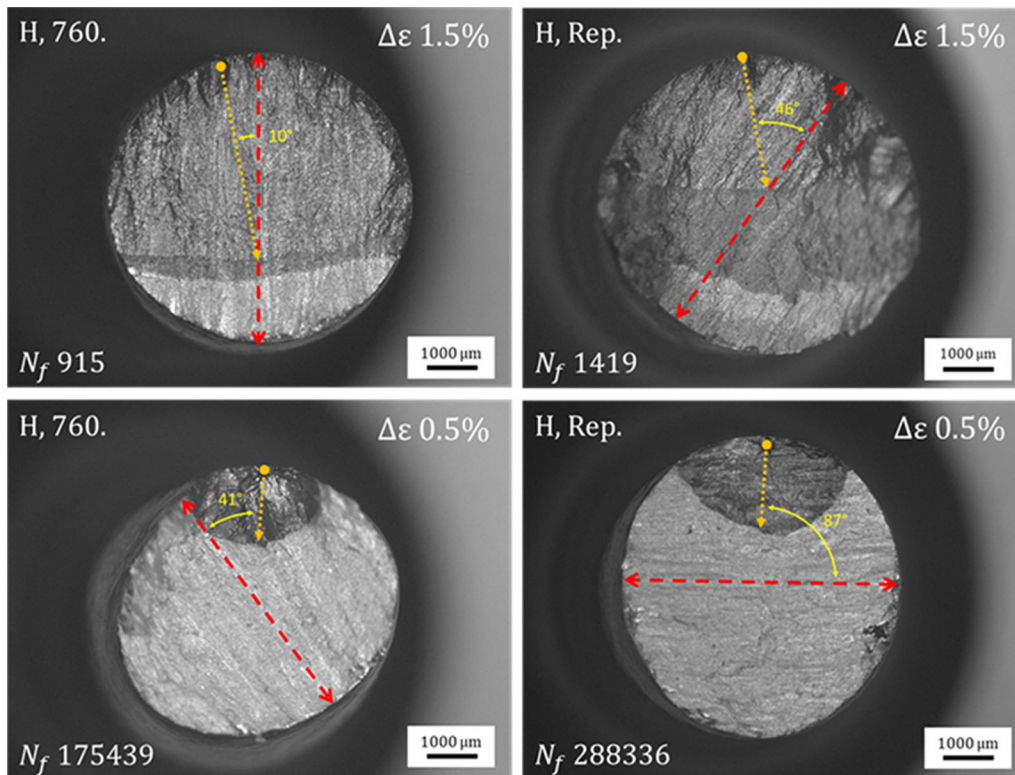 H, 760.
Δε 1.5%
10°
N_f 915
1000 µm
H, Rep.
Δε 1.5%
46°
N_f 1419
1000 µm
H, 760.
Δε 0.5%
41°
N_f 175439
1000 µm
H, Rep.
Δε 0.5%
87°
N_f 288336
1000 µm